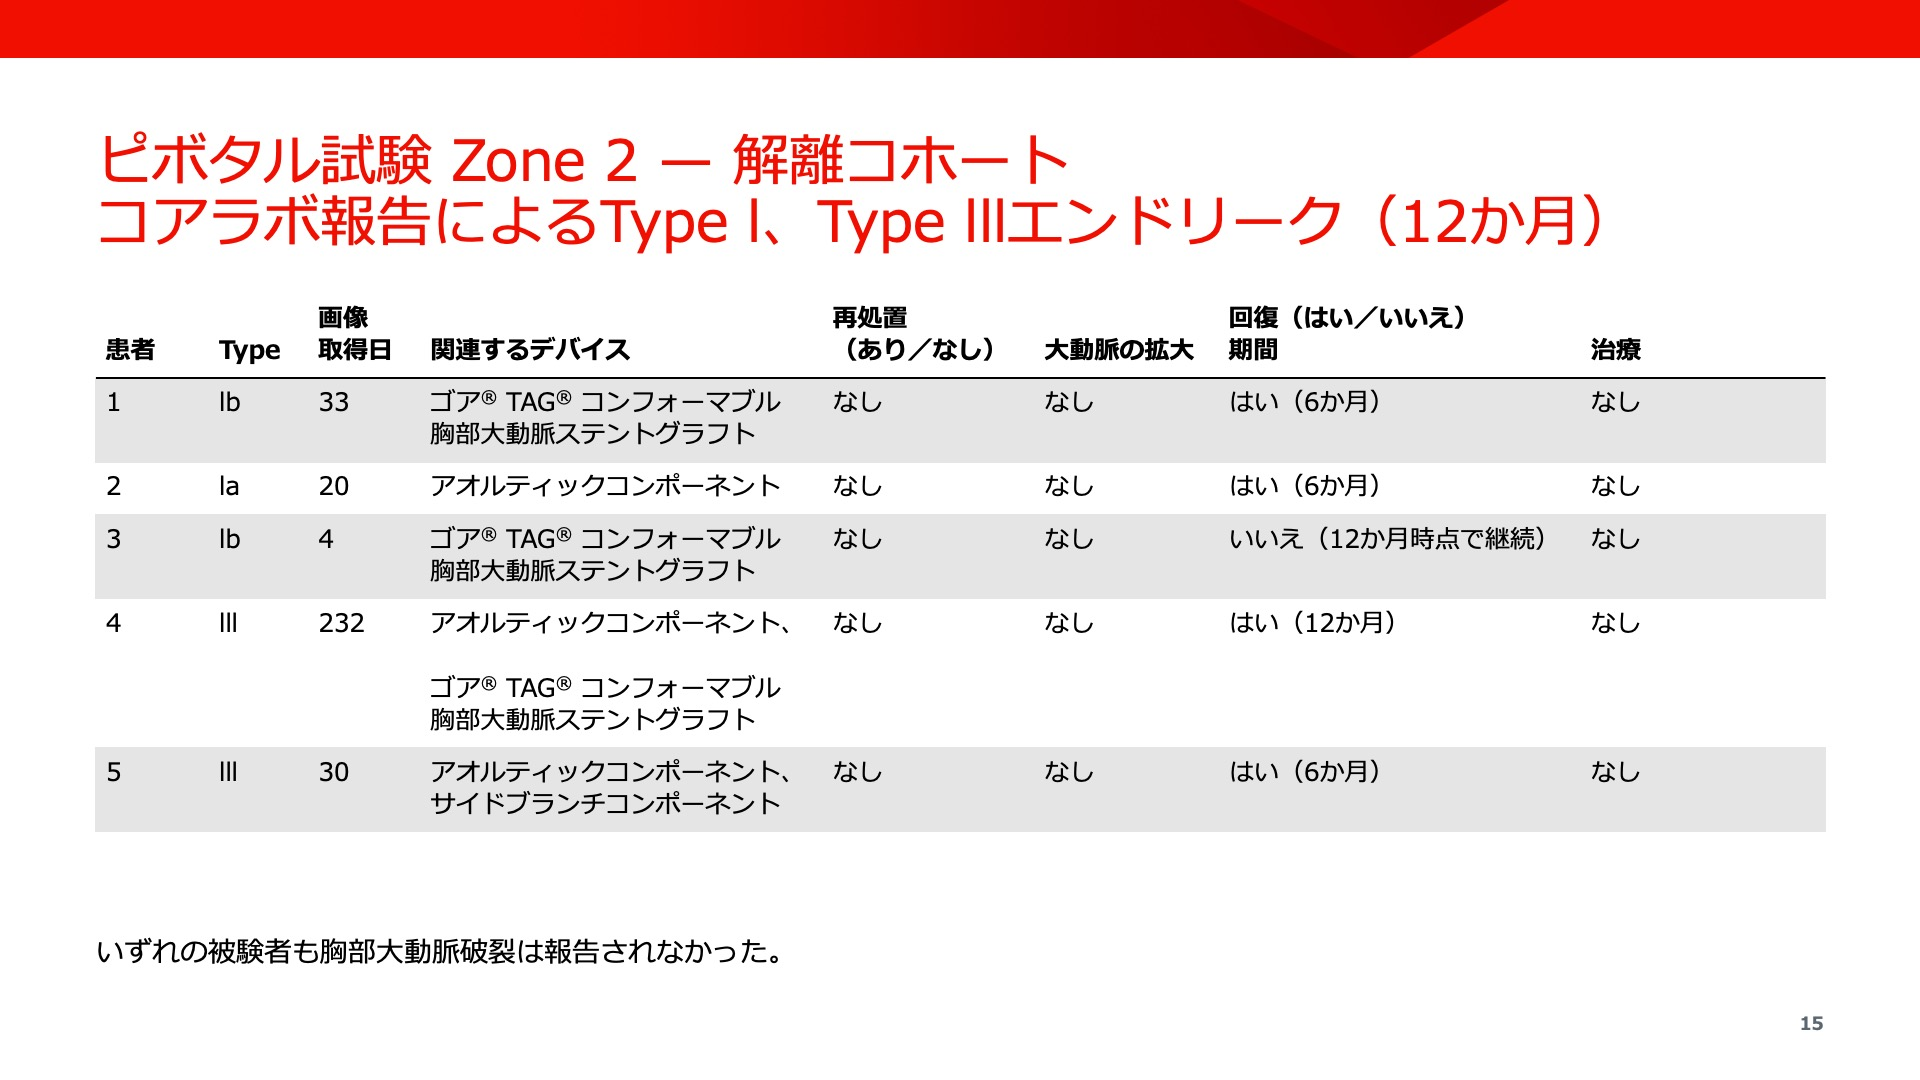 ピボタル試験 Zone 2 ー 解離コホート
コアラボ報告によるType I、Type IIIエンドリーク（12か月）
患者 Type 画像取得日 関連するデバイス 再処置（あり／なし） 大動脈の拡大 回復（はい／いいえ）期間 治療
1 Ib 33 ゴア® TAG® コンフォーマブル なし なし はい（6か月） なし
胸部大動脈ステントグラフト
2 Ia 20 アオルティックコンポーネント なし なし はい（6か月） なし
3 Ib 4 ゴア® TAG® コンフォーマブル なし なし いいえ（12か月時点で継続） なし
胸部大動脈ステントグラフト
4 III 232 アオルティックコンポーネント、 なし なし はい（12か月） なし
ゴア® TAG® コンフォーマブル
胸部大動脈ステントグラフト
5 III 30 アオルティックコンポーネント、 なし なし はい（6か月） なし
サイドブランチコンポーネント
いずれの被験者も胸部大動脈破裂は報告されなかった。
15